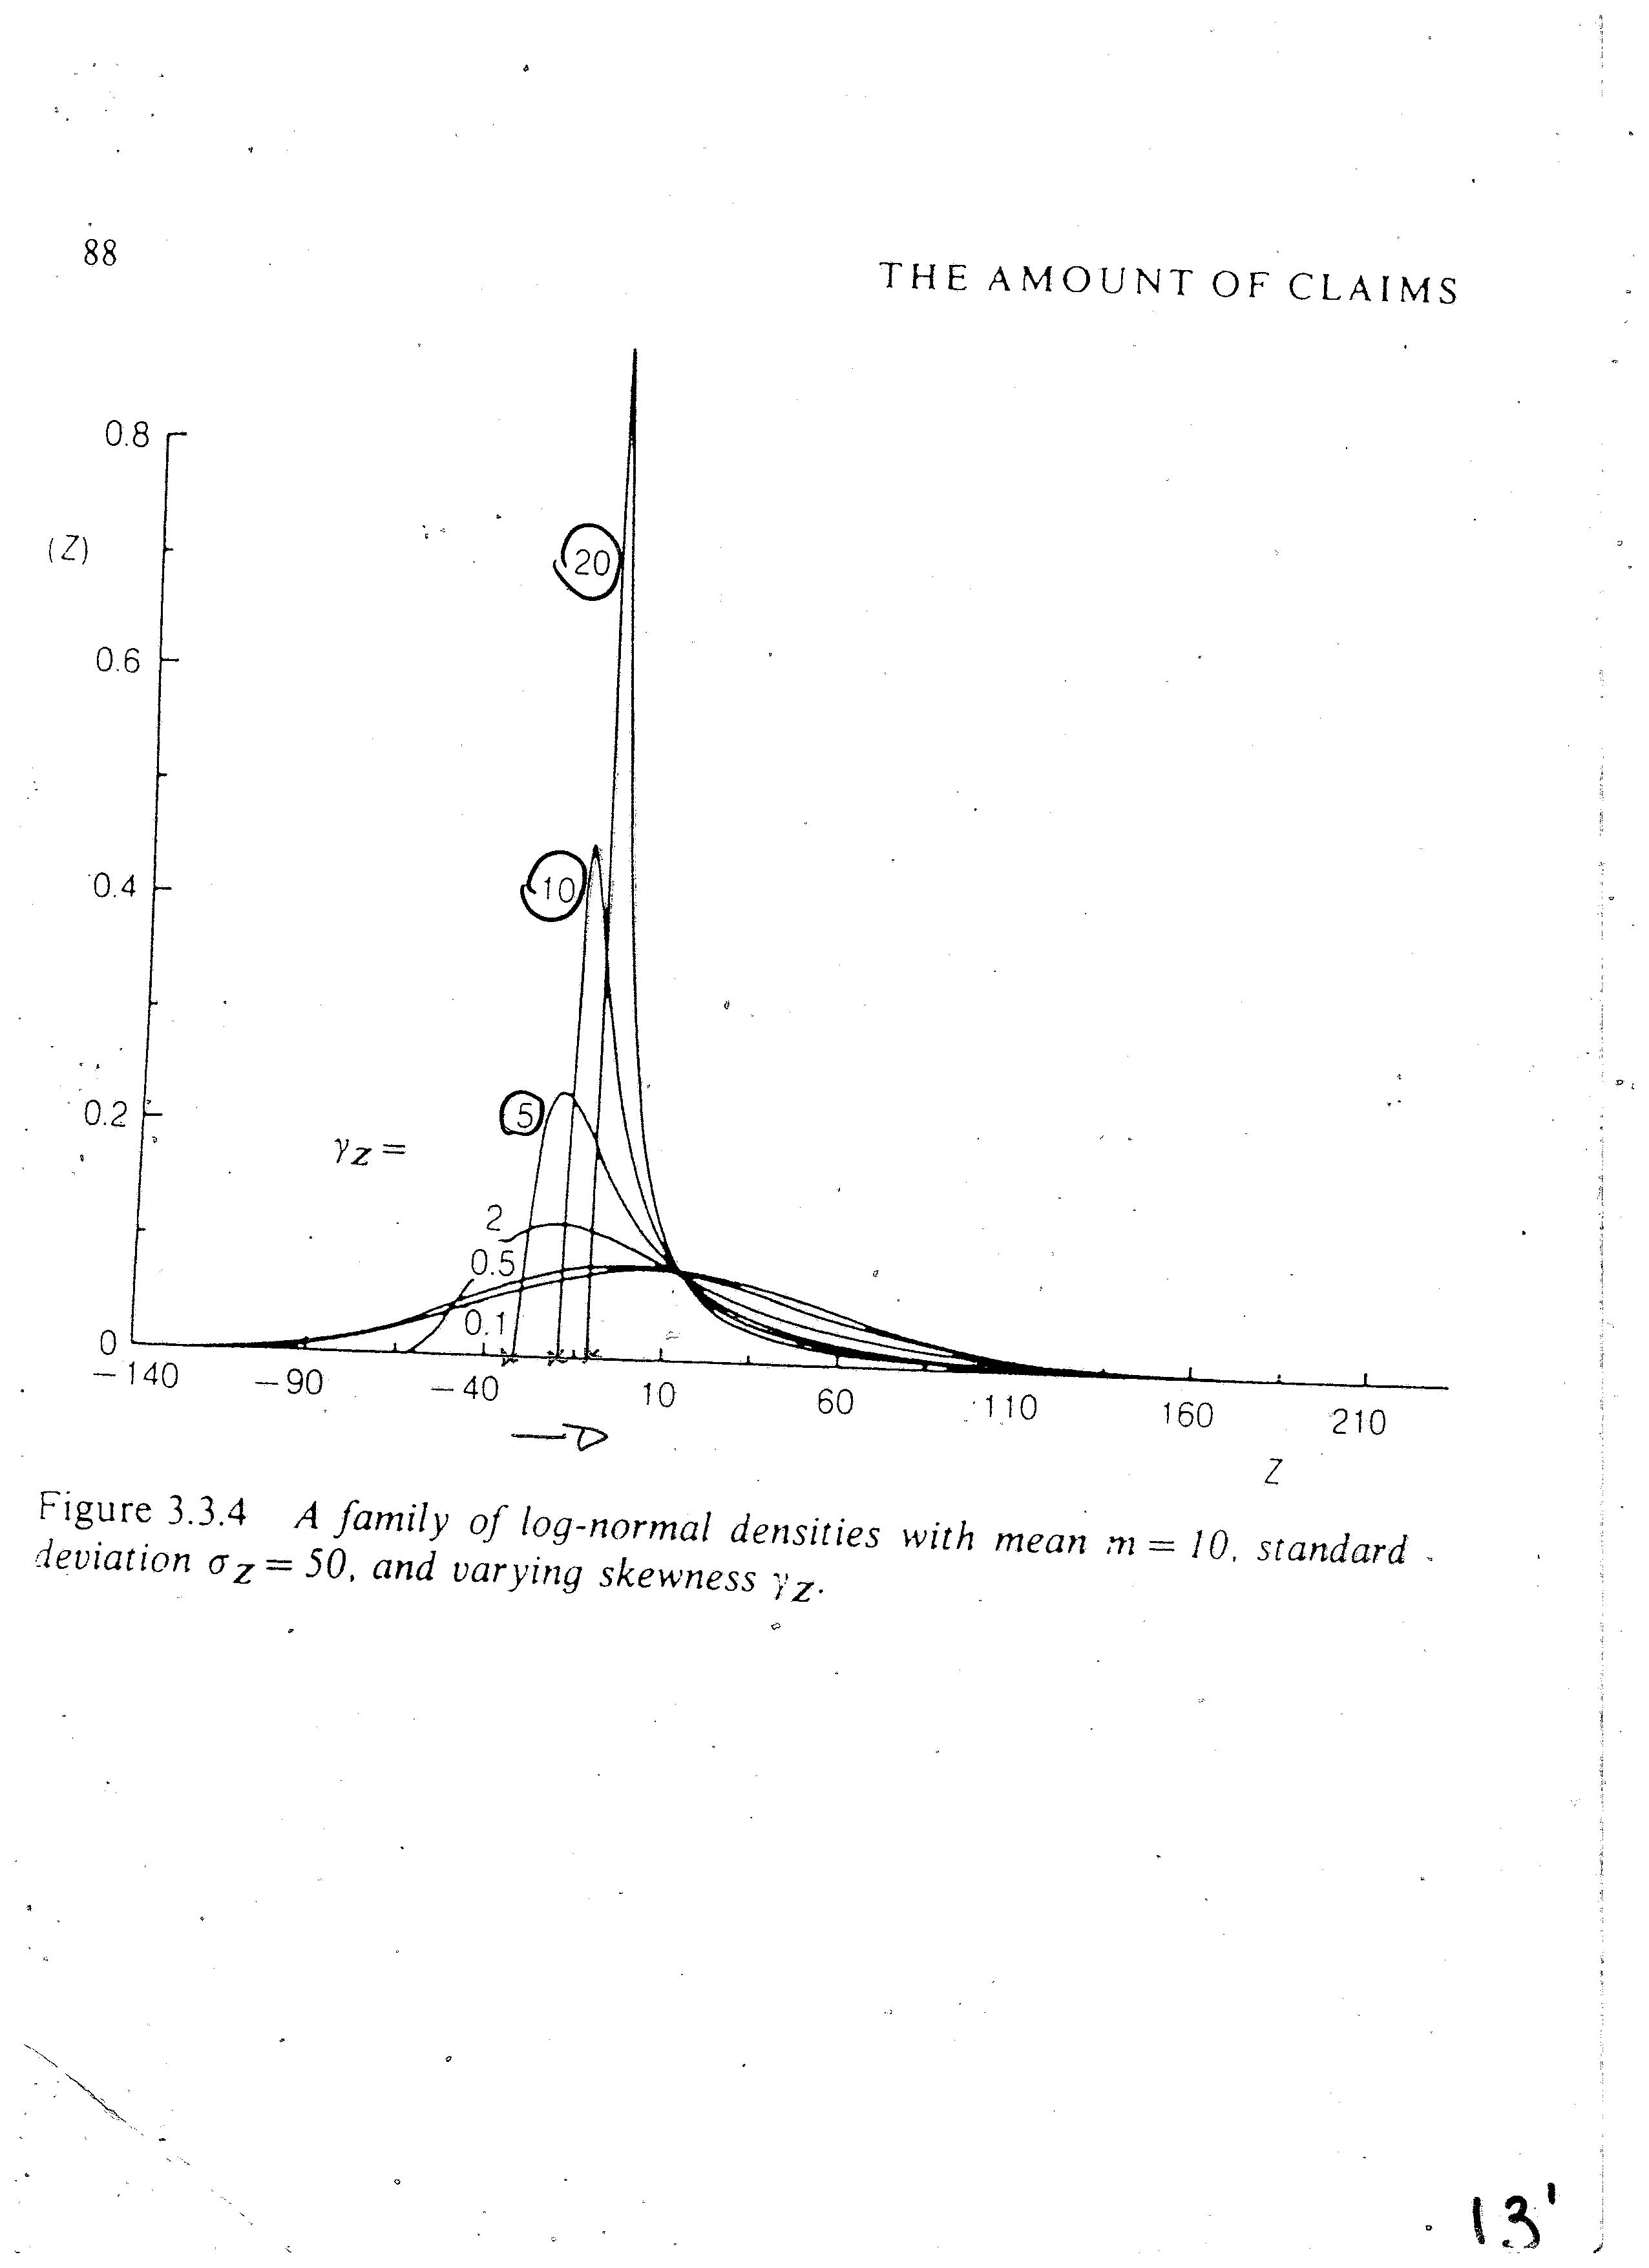 88
THE AMOUNT OF CLAIMS
0.8
(Z)
20
0.6
0.4
10
0.2
5
γZ =
2
0.5
0.1
0
−140 −90 −40 10 60 110 160 210
Z
Figure 3.3.4 A family of log-normal densities with mean m = 10, standard
deviation σZ = 50, and varying skewness γZ.
13'